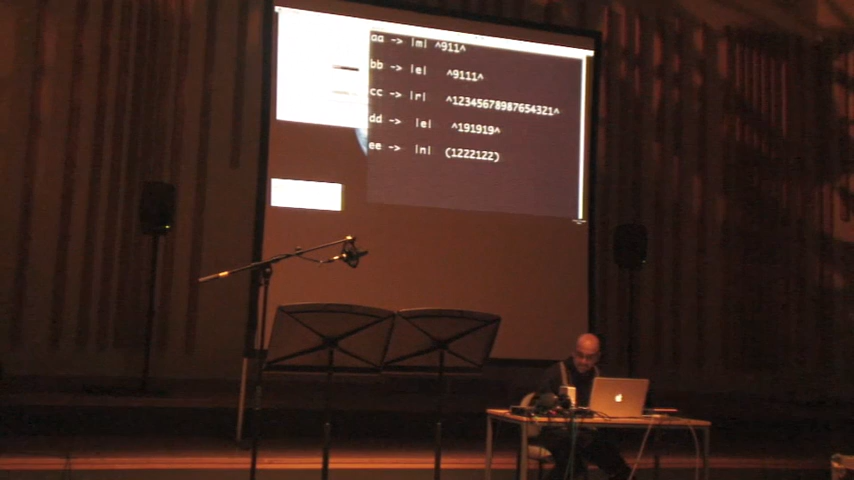 aa -> |m| ^911^
bb -> |e| ^9111^
cc -> |r| ^12345678987654321^
dd -> |e| ^191919^
ee -> |n| (1222122)